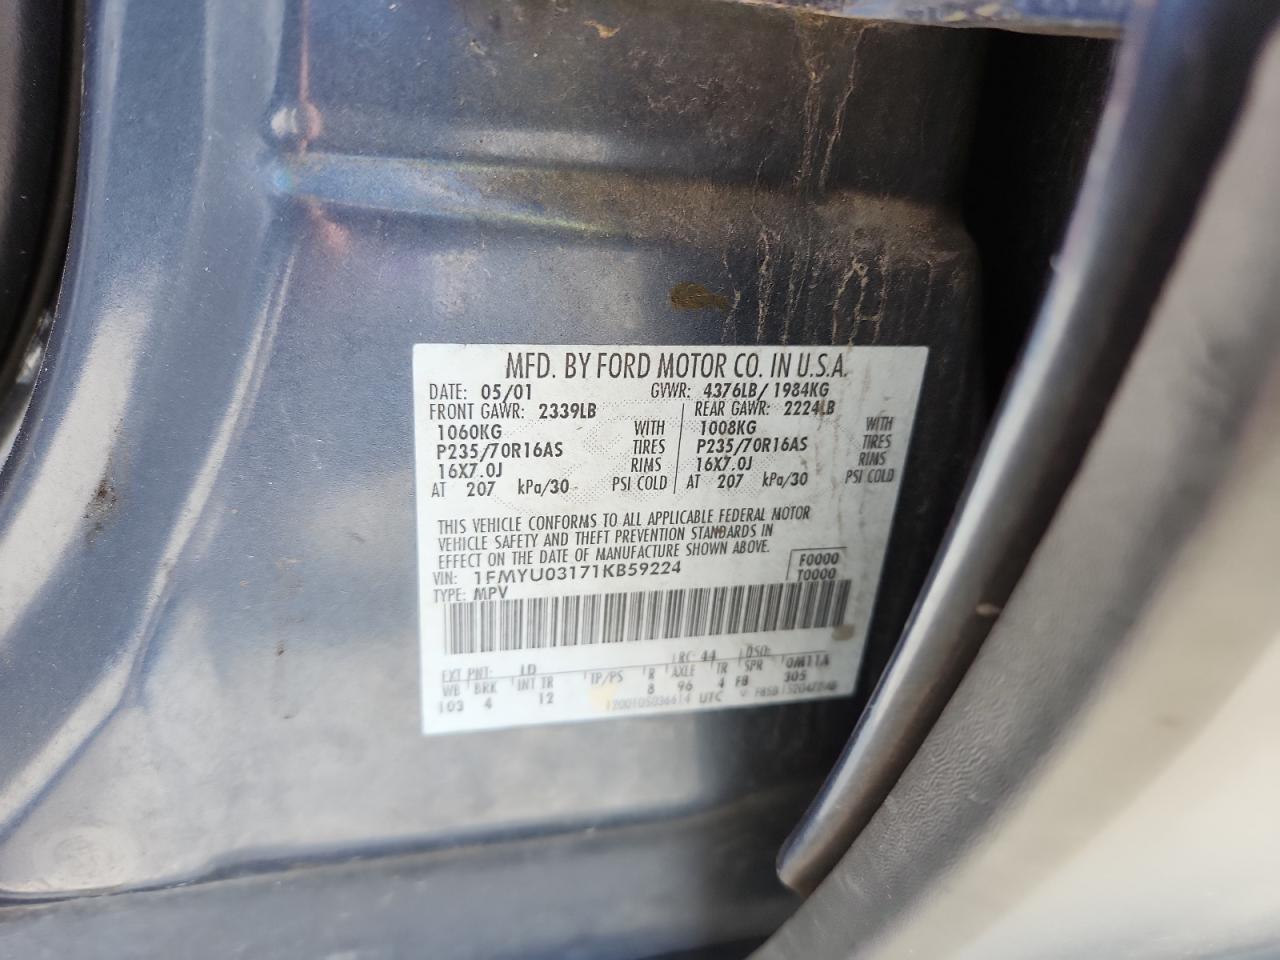 MFD. BY FORD MOTOR CO. IN U.S.A.
DATE: 05/01 GVWR: 4376LB/ 1984KG
FRONT GAWR: 2339LB REAR GAWR: 2224LB
1060KG WITH 1008KG WITH
P235/70R16AS TIRES P235/70R16AS TIRES
16X7.0J RIMS 16X7.0J RIMS
AT 207 kPa/30 PSI COLD AT 207 kPa/30 PSI COLD
THIS VEHICLE CONFORMS TO ALL APPLICABLE FEDERAL MOTOR
VEHICLE SAFETY AND THEFT PREVENTION STANDARDS IN
EFFECT ON THE DATE OF MANUFACTURE SHOWN ABOVE.
VIN: 1FMYU03171KB59224 F0000
TYPE: MPV T0000
EXT PNT: LD RC: 44 DSO:
WB BRK INT TR TP/PS R AXLE TR SPR 0M11A
103 4 12 8 96 4 FB 305
UTC